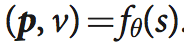 (p, v) = fθ(s).